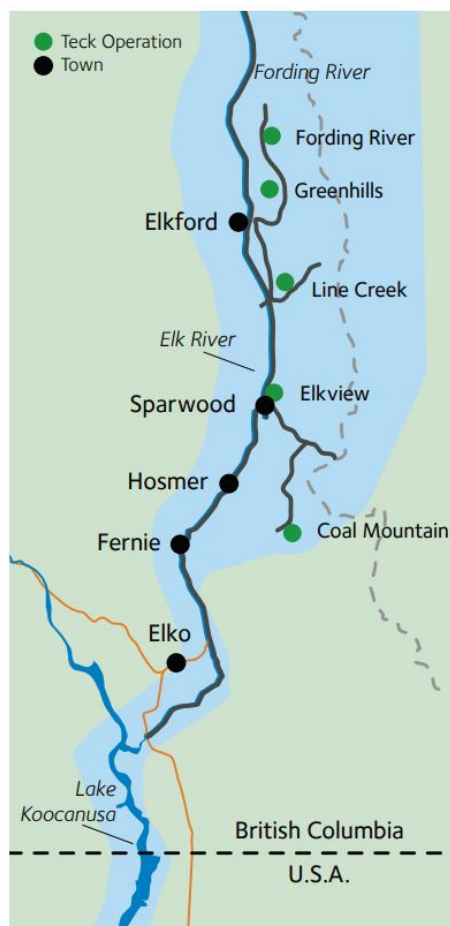 Teck Operation
Town
Fording River
Fording River
Greenhills
Elkford
Line Creek
Elk River
Elkview
Sparwood
Hosmer
Coal Mountain
Fernie
Elko
Lake
Koocanusa
British Columbia
U.S.A.